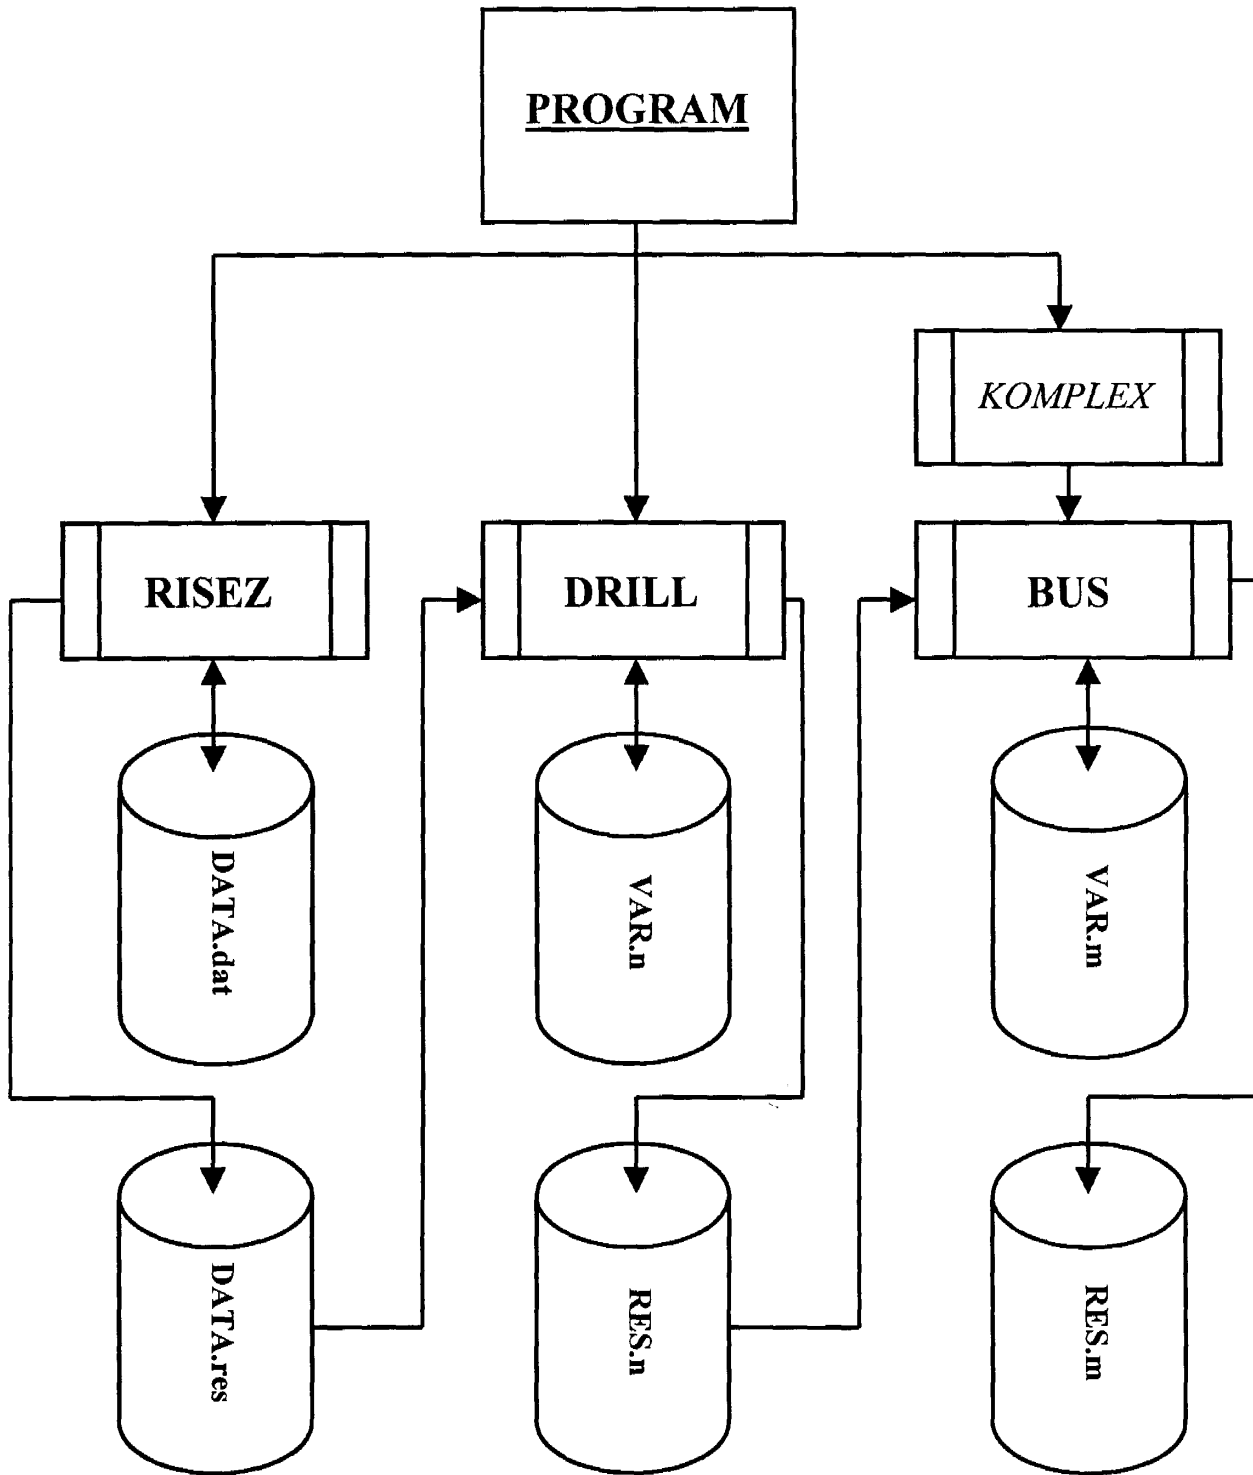 PROGRAM
KOMPLEX
RISEZ
DRILL
BUS
DATA.dat
VAR.n
VAR.m
DATA.res
RES.n
RES.m